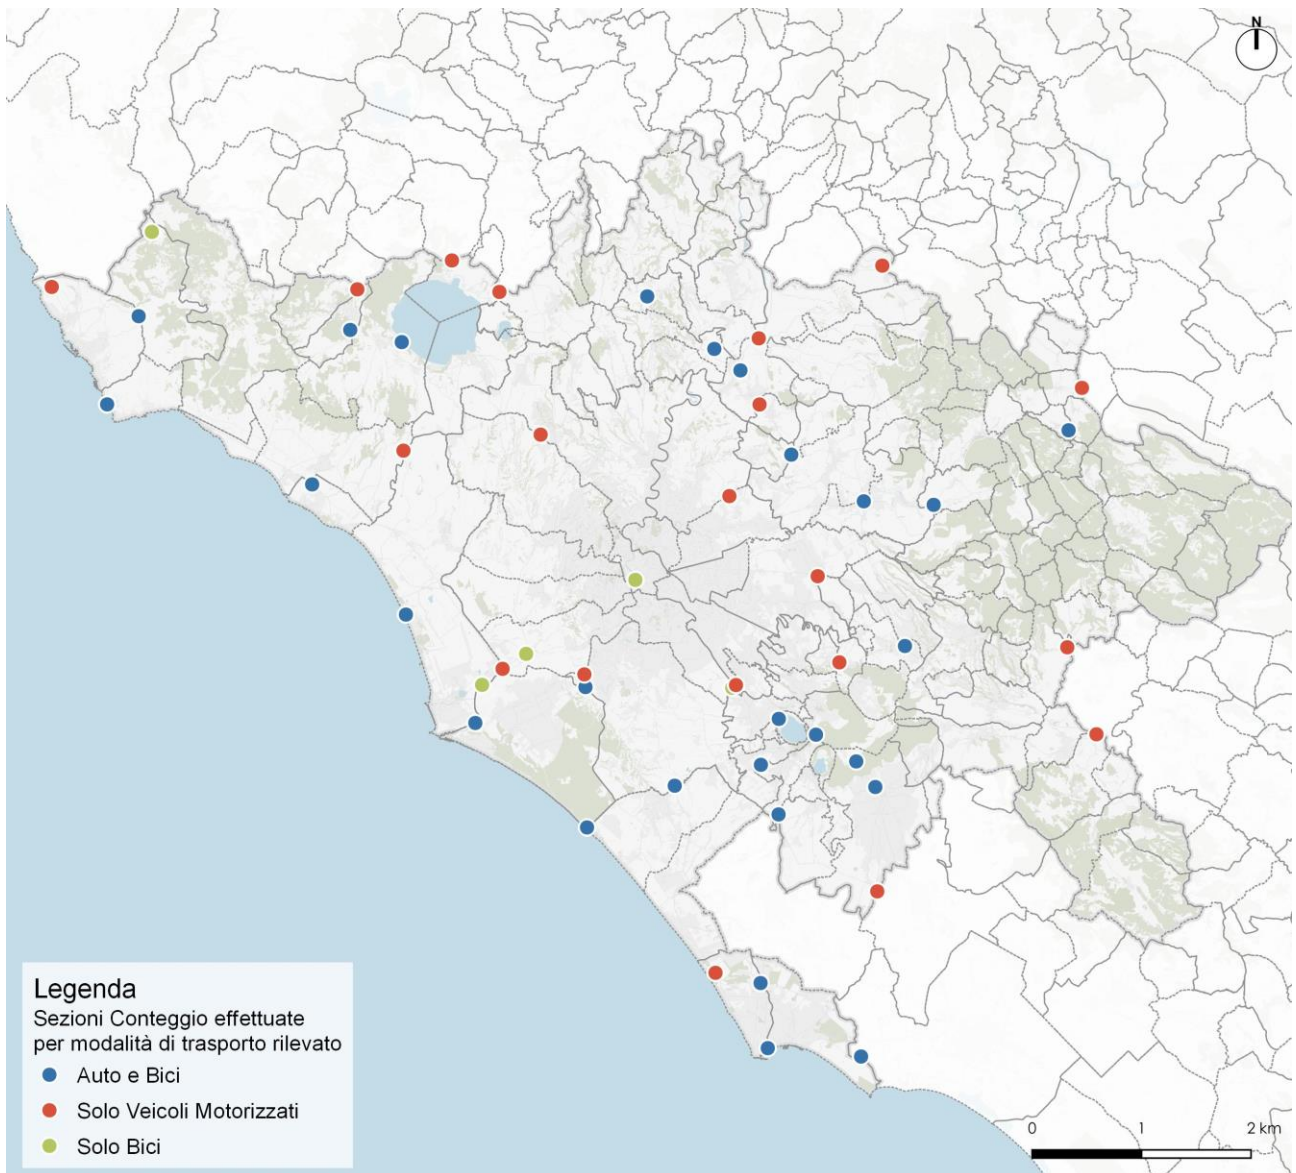 N
Legenda
Sezioni Conteggio effettuate
per modalità di trasporto rilevato
Auto e Bici
Solo Veicoli Motorizzati
Solo Bici
0 1 2 km